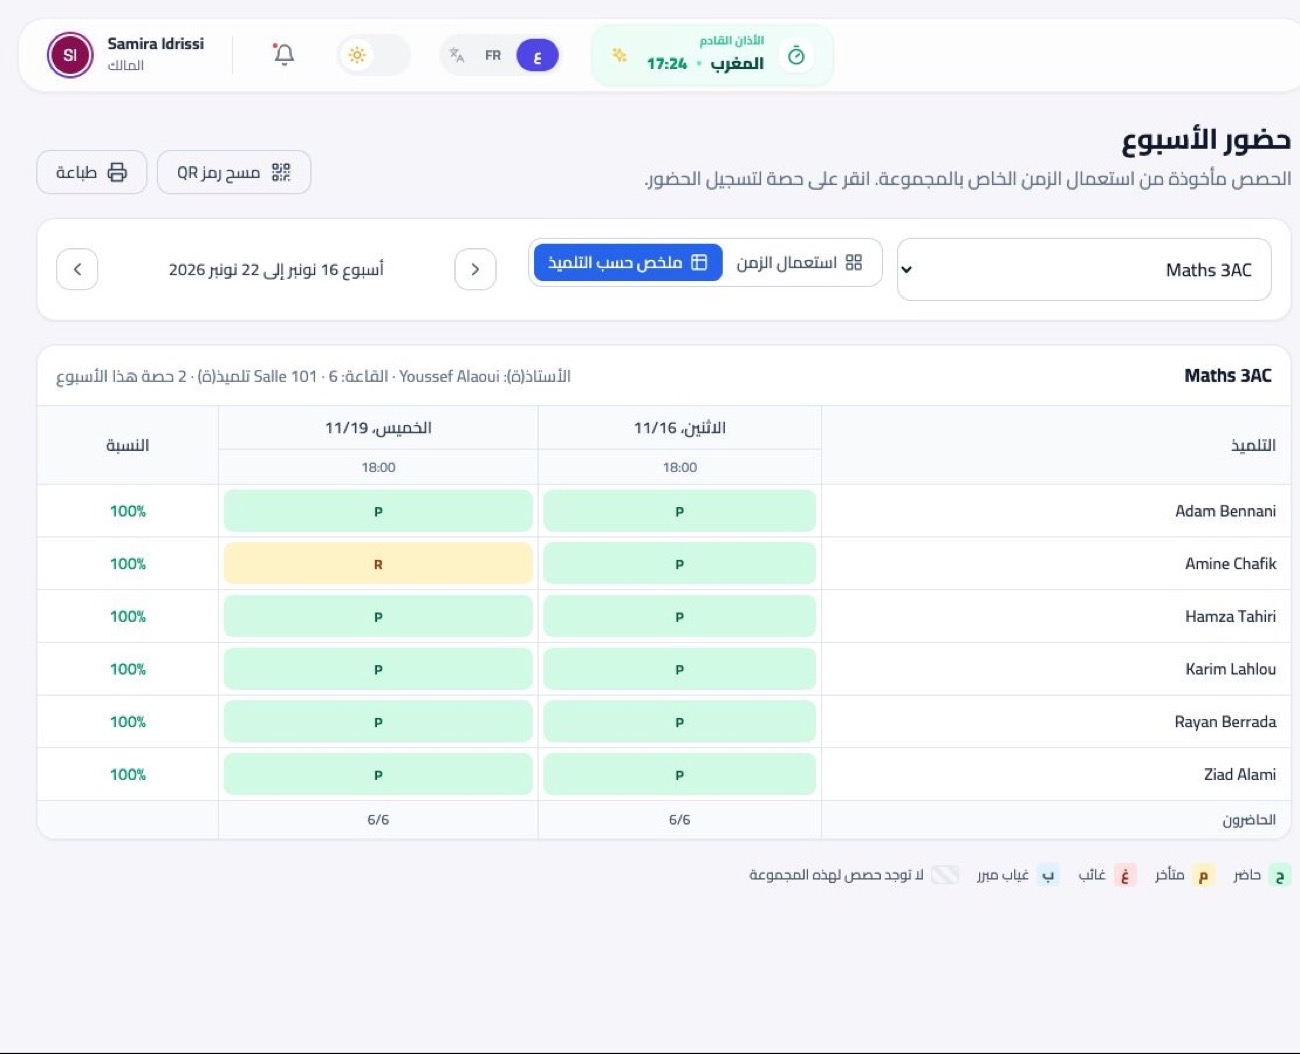 الأذان القادم
المغرب • 17:24
ع FR
Samira Idrissi
المالك
SI
حضور الأسبوع
الحصص مأخوذة من استعمال الزمن الخاص بالمجموعة. انقر على حصة لتسجيل الحضور.
مسح رمز QR
طباعة
Maths 3AC
استعمال الزمن
ملخص حسب التلميذ
أسبوع 16 نونبر إلى 22 نونبر 2026
Maths 3AC
الأستاذ(ة): Youssef Alaoui · القاعة: Salle 101 · 6 تلميذ(ة) · 2 حصة هذا الأسبوع
التلميذ الاثنين، 11/16 الخميس، 11/19 النسبة
18:00 18:00
Adam Bennani P P 100%
Amine Chafik P R 100%
Hamza Tahiri P P 100%
Karim Lahlou P P 100%
Rayan Berrada P P 100%
Ziad Alami P P 100%
الحاضرون 6/6 6/6
ح حاضر م متأخر غ غائب ب غياب مبرر لا توجد حصص لهذه المجموعة